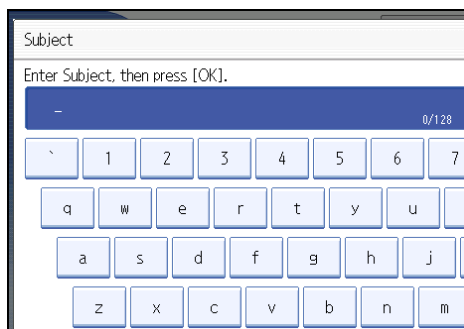 Subject
Enter Subject, then press [OK].
_
0/128
` 1 2 3 4 5 6 7
q w e r t y u
a s d f g h j
z x c v b n m